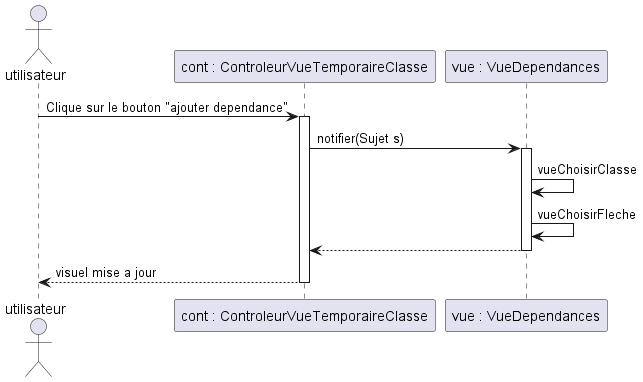 utilisateur
cont : ControleurVueTemporaireClasse
vue : VueDependances
Clique sur le bouton "ajouter dependance"
notifier(Sujet s)
vueChoisirClasse
vueChoisirFleche
visuel mise a jour
utilisateur
cont : ControleurVueTemporaireClasse
vue : VueDependances